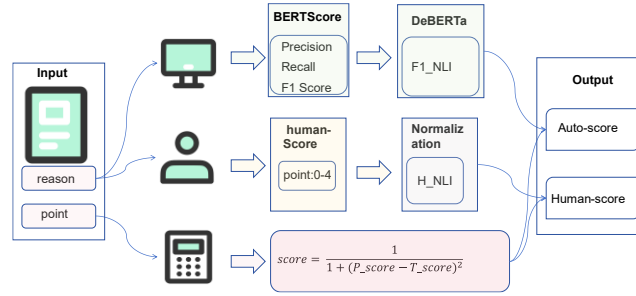 Input
reason
point
BERTScore
Precision
Recall
F1 Score
DeBERTa
F1_NLI
human-
Score
point:0-4
Normaliz
ation
H_NLI
score = 1 / 1 + (P_score − T_score)²
Output
Auto-score
Human-score